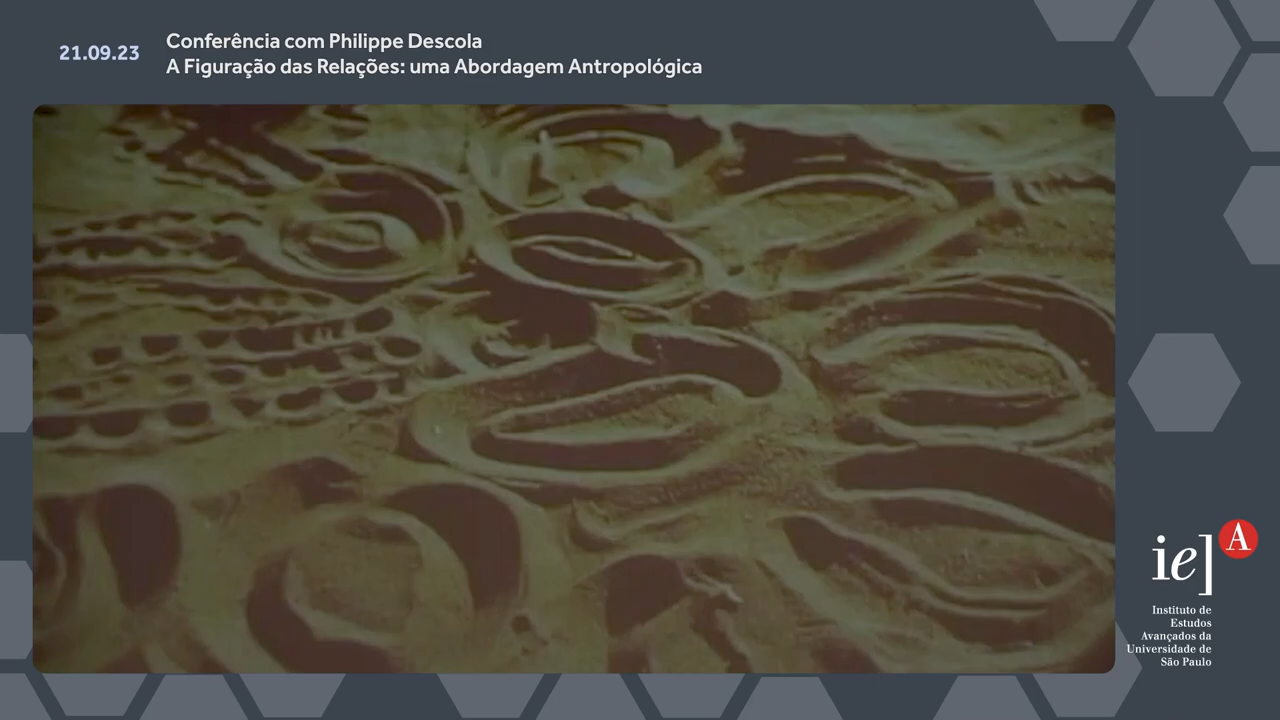 21.09.23
Conferência com Philippe Descola
A Figuração das Relações: uma Abordagem Antropológica
ie] A
Instituto de
Estudos
Avançados da
Universidade de
São Paulo